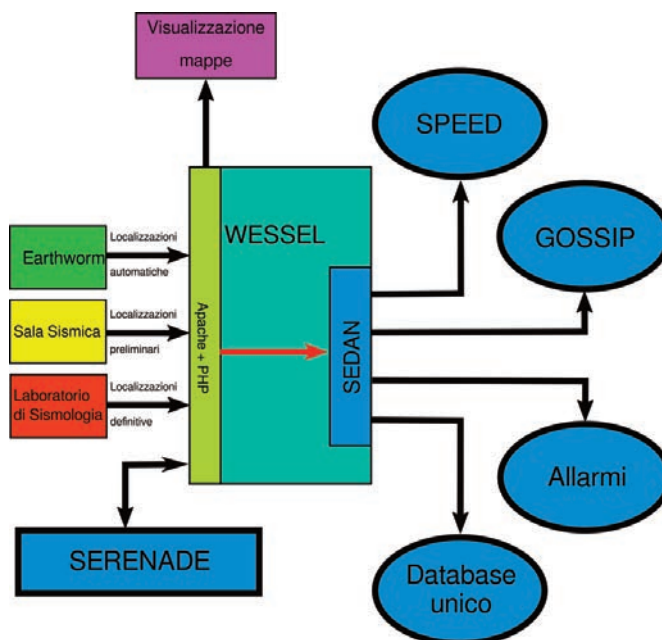 Visualizzazione
mappe
SPEED
GOSSIP
WESSEL
Earthworm
Localizzazioni
automatiche
Sala Sismica
Localizzazioni
preliminari
Laboratorio
di Sismologia
Localizzazioni
definitive
Apache + PHP
SEDAN
Allarmi
SERENADE
Database
unico